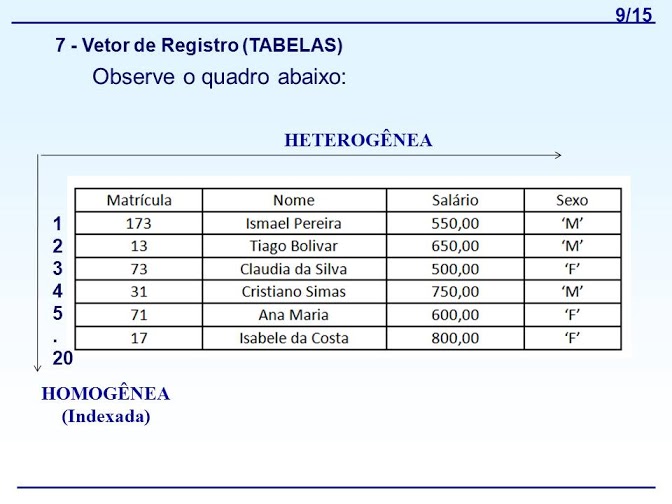 9/15
7 - Vetor de Registro (TABELAS)
Observe o quadro abaixo:
HETEROGÊNEA
Matrícula Nome Salário Sexo
1 173 Ismael Pereira 550,00 ‘M’
2 13 Tiago Bolivar 650,00 ‘M’
3 73 Claudia da Silva 500,00 ‘F’
4 31 Cristiano Simas 750,00 ‘M’
5 71 Ana Maria 600,00 ‘F’
. 17 Isabele da Costa 800,00 ‘F’
20
HOMOGÊNEA
(Indexada)